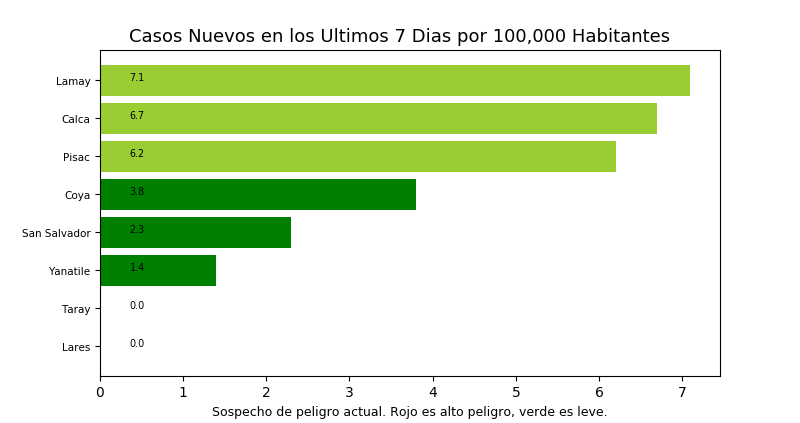 Casos Nuevos en los Ultimos 7 Dias por 100,000 Habitantes
Lamay 7.1
Calca 6.7
Pisac 6.2
Coya 3.8
San Salvador 2.3
Yanatile 1.4
Taray 0.0
Lares 0.0
0 1 2 3 4 5 6 7
Sospecho de peligro actual. Rojo es alto peligro, verde es leve.